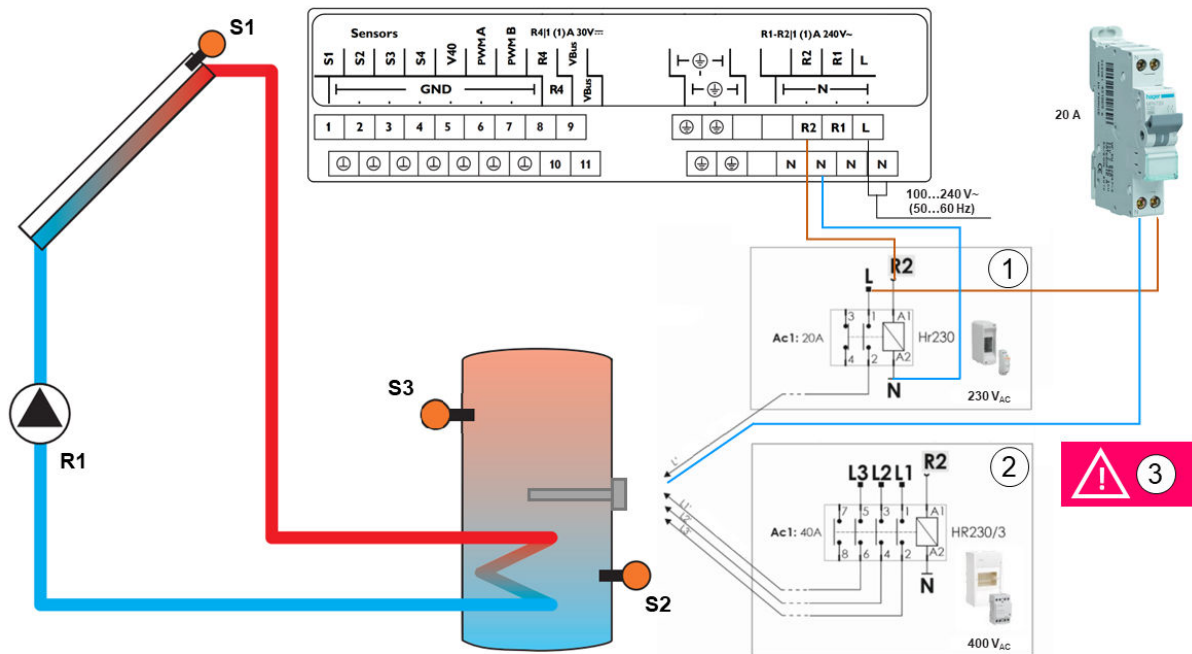 S1
Sensors
R4|1 (1)A 30V⎓
R1-R2|1 (1)A 240V~
S1 S2 S3 S4 V40 PWM A PWM B R4 VBus
R2 R1 L
GND
R4 VBus
N
1 2 3 4 5 6 7 8 9
R2 R1 L
10 11
N N N N
100...240 V~
(50...60 Hz)
20 A
hager
1
R2
L
3 1 A1
Ac1: 20A
Hr230
4 2 A2
N
230 VAC
L'
S3
R1
S2
2
R2
L3 L2 L1
L1'
L2'
L3'
7 5 3 1 A1
Ac1: 40A
HR230/3
8 6 4 2 A2
N
400 VAC
! 3